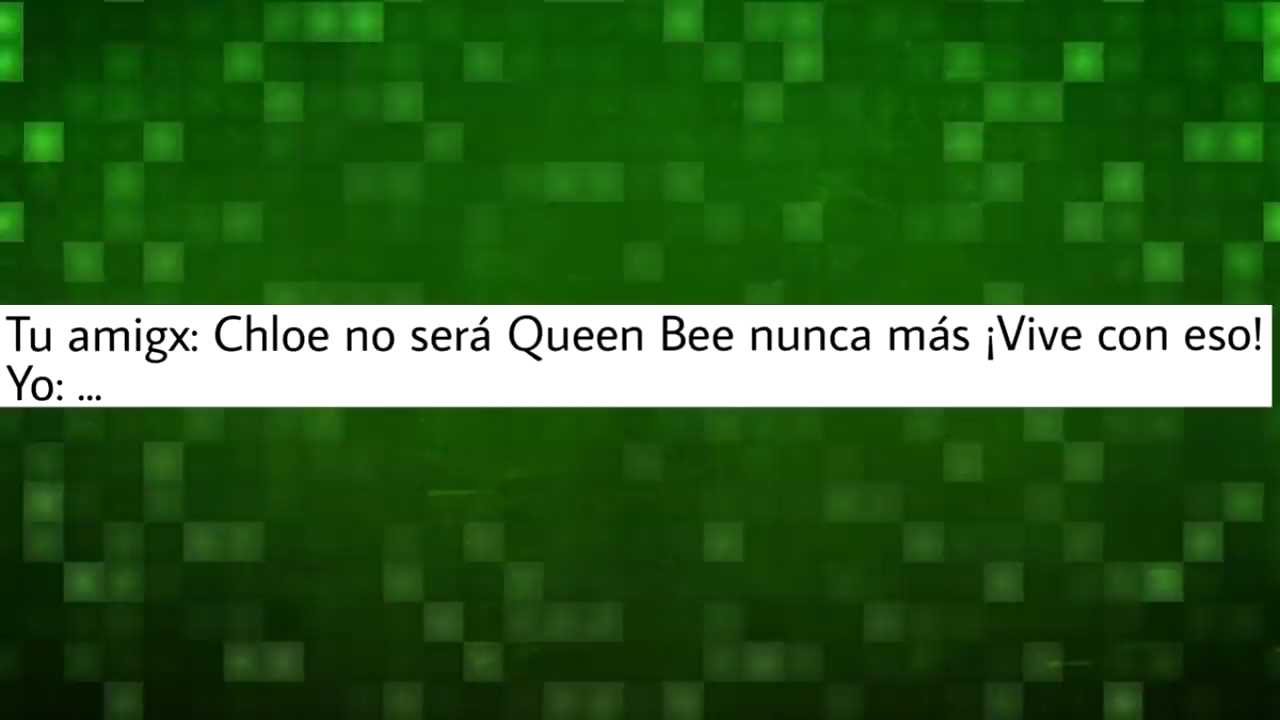 Tu amigx: Chloe no será Queen Bee nunca más ¡Vive con eso!
Yo: ...